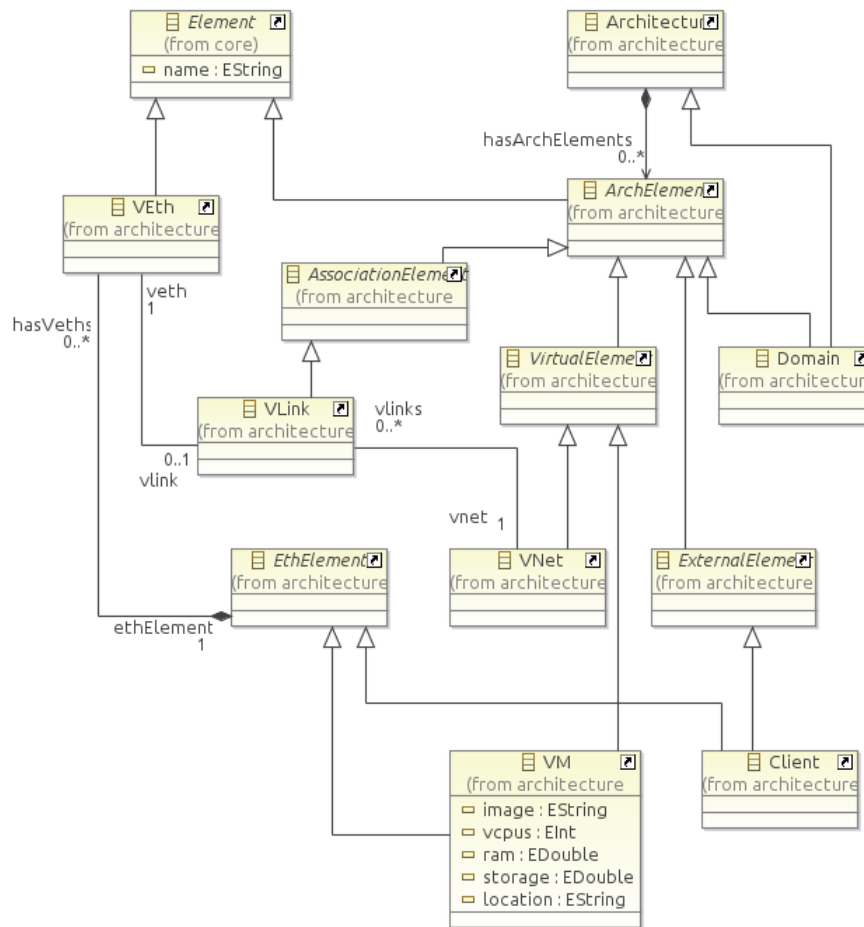 Element
(from core)
name : EString
Architectur
(from architecture
hasArchElements
0..*
VEth
(from architecture
ArchElemen
(from architecture
AssociationElement
(from architecture
veth
1
hasVeths
0..*
VirtualElement
(from architecture
Domain
(from architecture
VLink
(from architecture
vlinks
0..*
0..1
vlink
vnet
1
EthElement
(from architecture
VNet
(from architecture
ExternalEleme
(from architecture
ethElement
1
VM
(from architecture
image : EString
vcpus : EInt
ram : EDouble
storage : EDouble
location : EString
Client
(from architecture